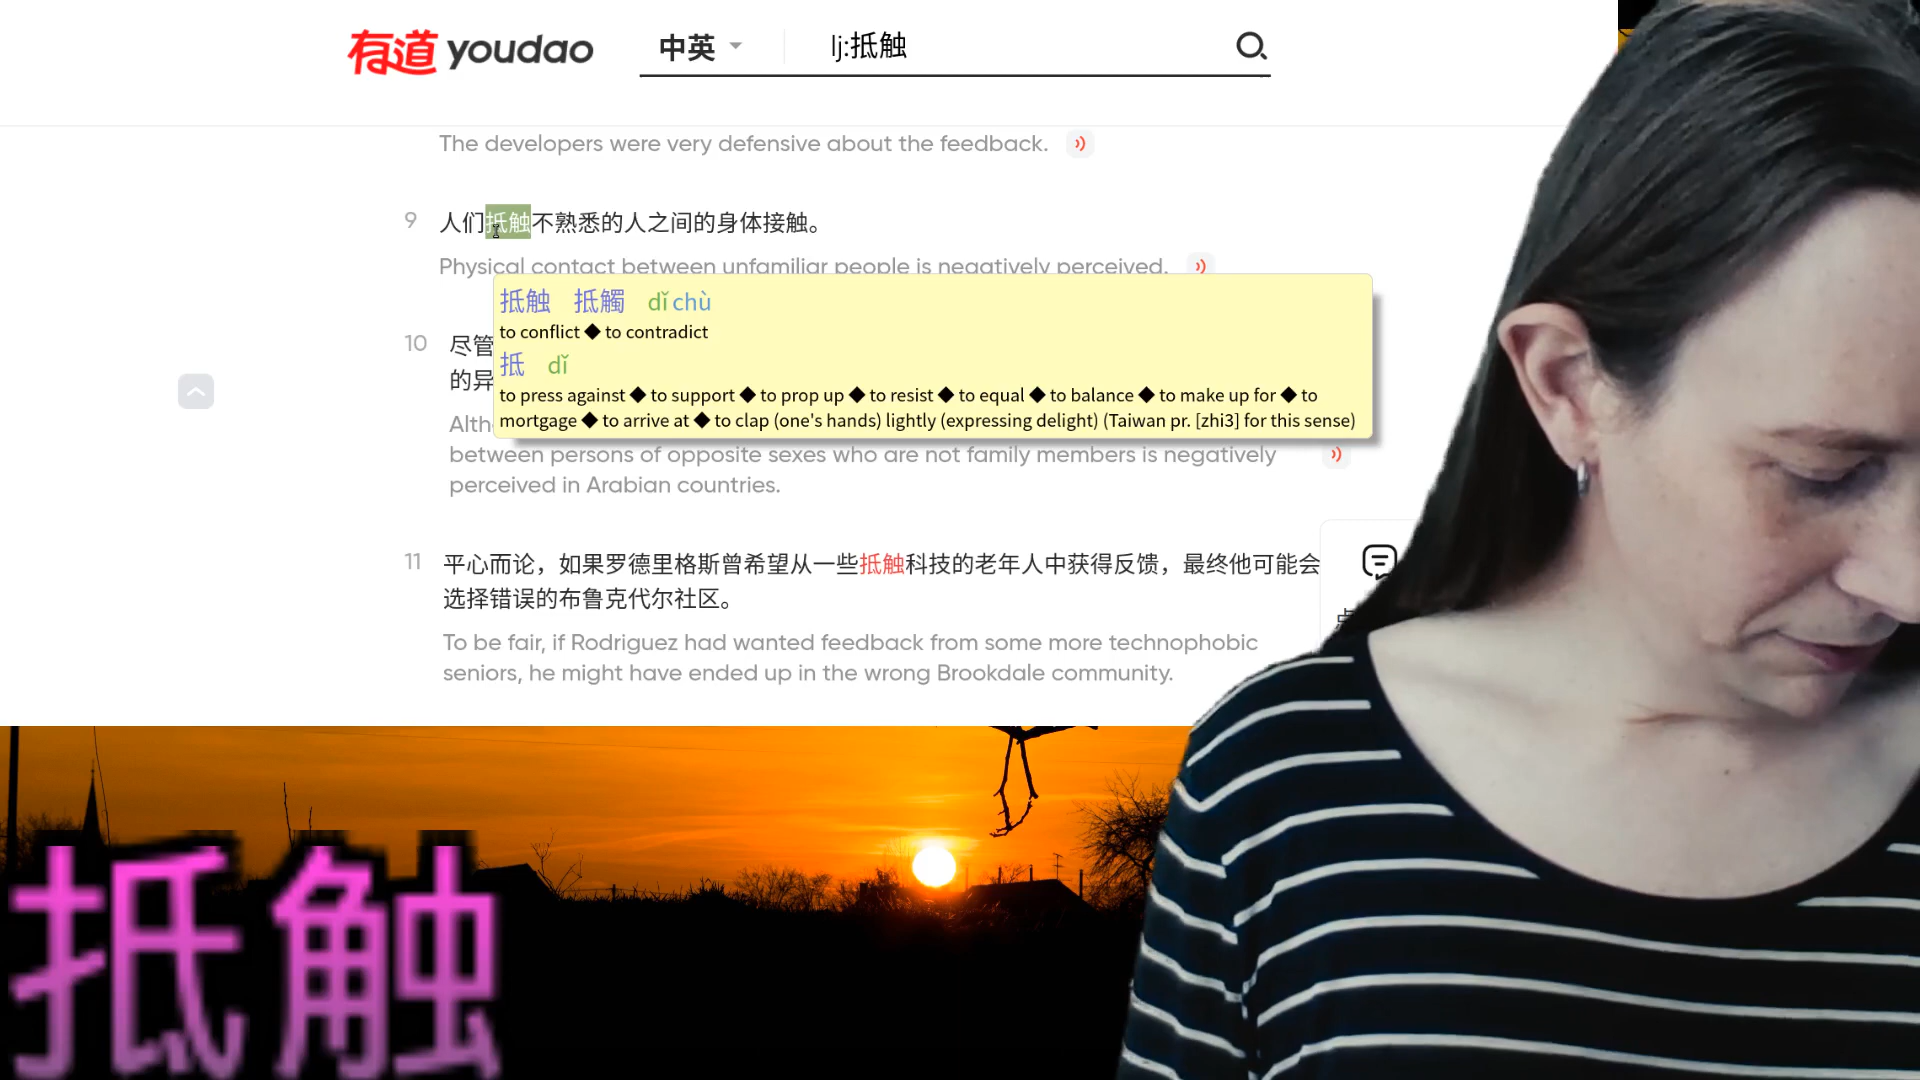 有道 youdao
中英
lj:抵触
The developers were very defensive about the feedback.
9 人们抵触不熟悉的人之间的身体接触。
Physical contact between unfamiliar people is negatively perceived.
抵触 抵觸 dǐ chù
to conflict ◆ to contradict
抵 dǐ
to press against ◆ to support ◆ to prop up ◆ to resist ◆ to equal ◆ to balance ◆ to make up for ◆ to
mortgage ◆ to arrive at ◆ to clap (one's hands) lightly (expressing delight) (Taiwan pr. [zhi3] for this sense)
10 尽管
的异
Alth
between persons of opposite sexes who are not family members is negatively
perceived in Arabian countries.
11 平心而论，如果罗德里格斯曾希望从一些抵触科技的老年人中获得反馈，最终他可能会
选择错误的布鲁克代尔社区。
To be fair, if Rodriguez had wanted feedback from some more technophobic
seniors, he might have ended up in the wrong Brookdale community.
抵触